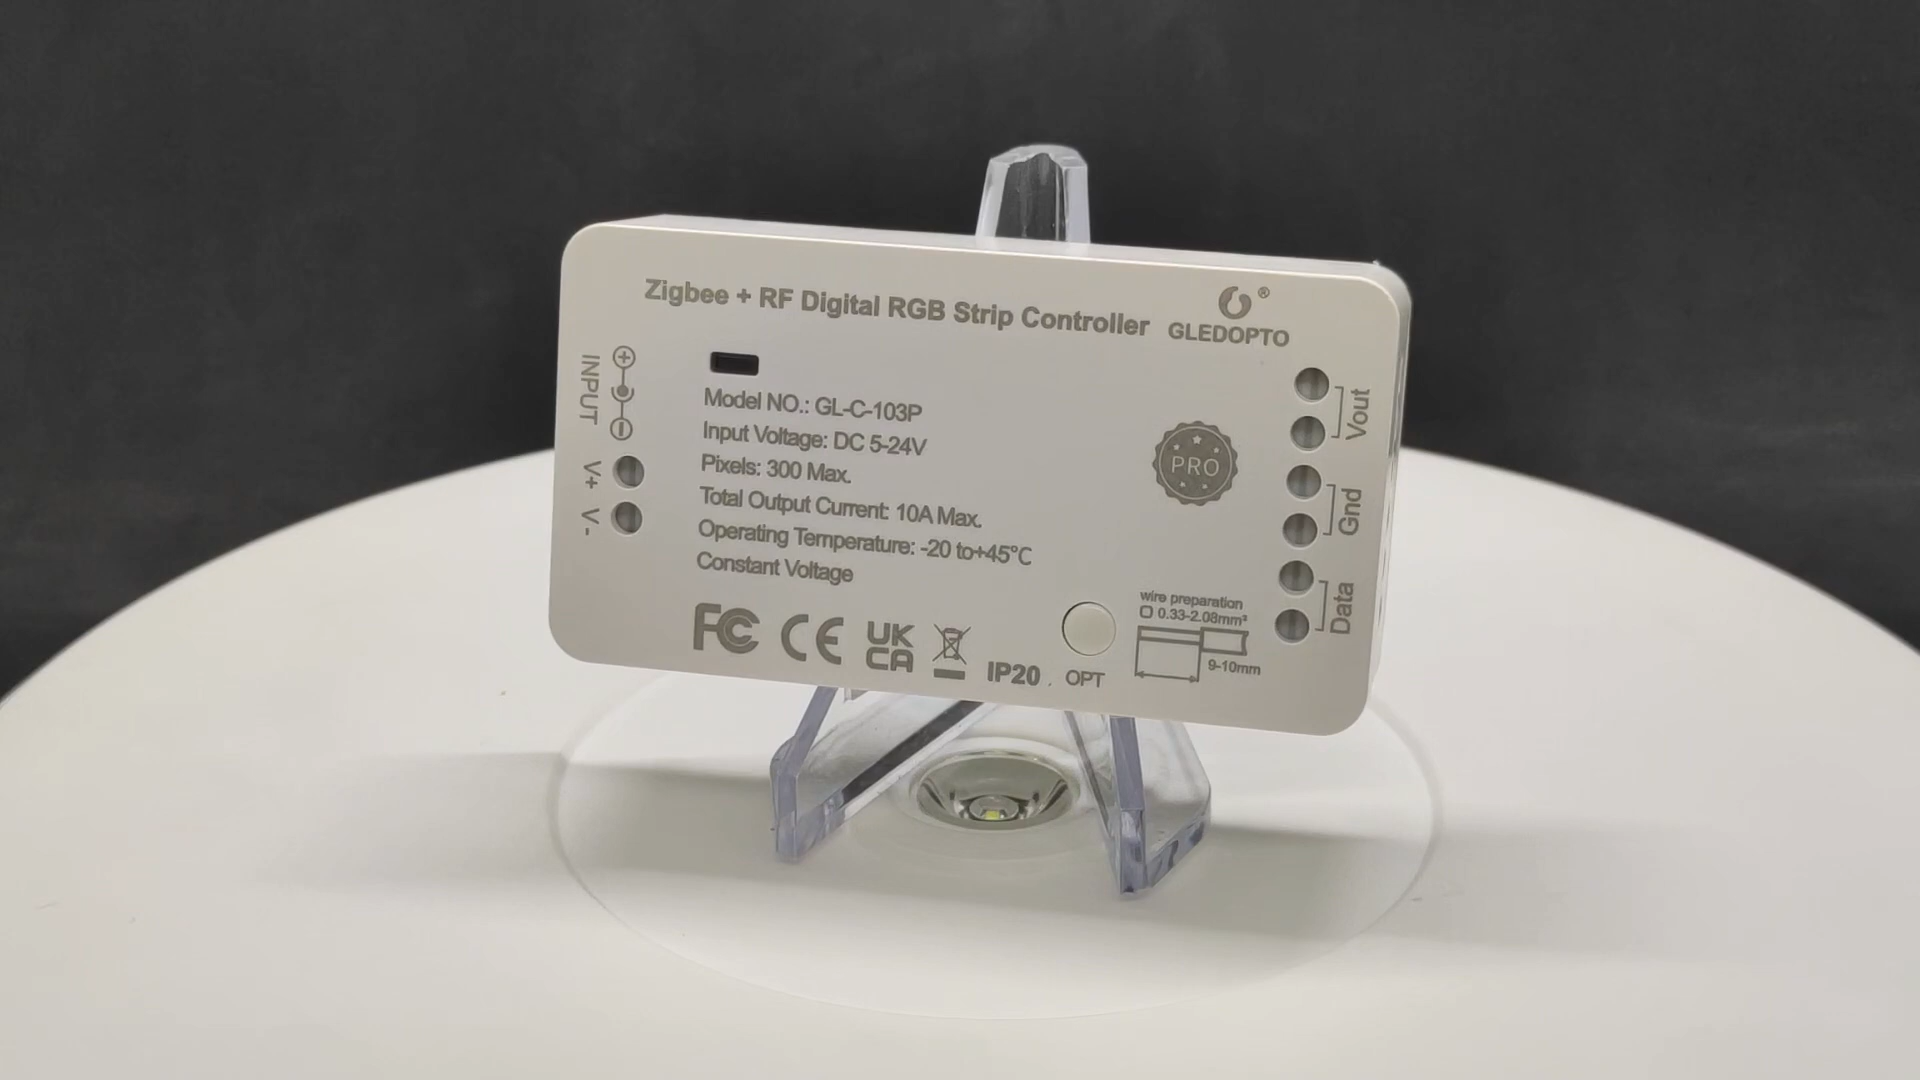 Zigbee + RF Digital RGB Strip Controller
GLEDOPTO
®
INPUT
V+
V-
Model NO.: GL-C-103P
Input Voltage: DC 5-24V
Pixels: 300 Max.
Total Output Current: 10A Max.
Operating Temperature: -20 to+45℃
Constant Voltage
PRO
Vout
Gnd
Data
FC
CE
UK
CA
IP20
OPT
wire preparation
0.33-2.08mm²
9-10mm